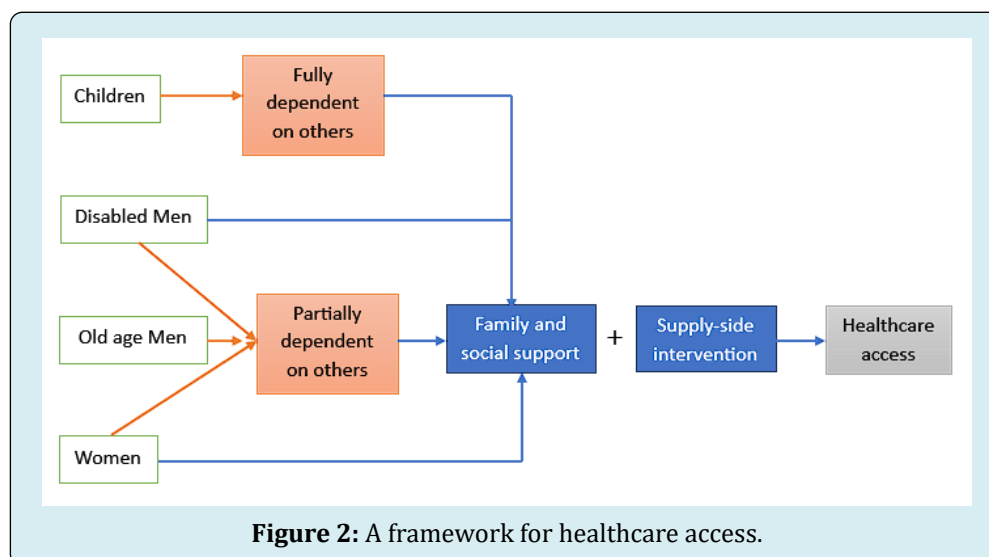 Children
Fully
dependent
on others
Disabled Men
Old age Men
Partially
dependent
on others
Family and
social support
+
Supply-side
intervention
Healthcare
access
Women
Figure 2: A framework for healthcare access.